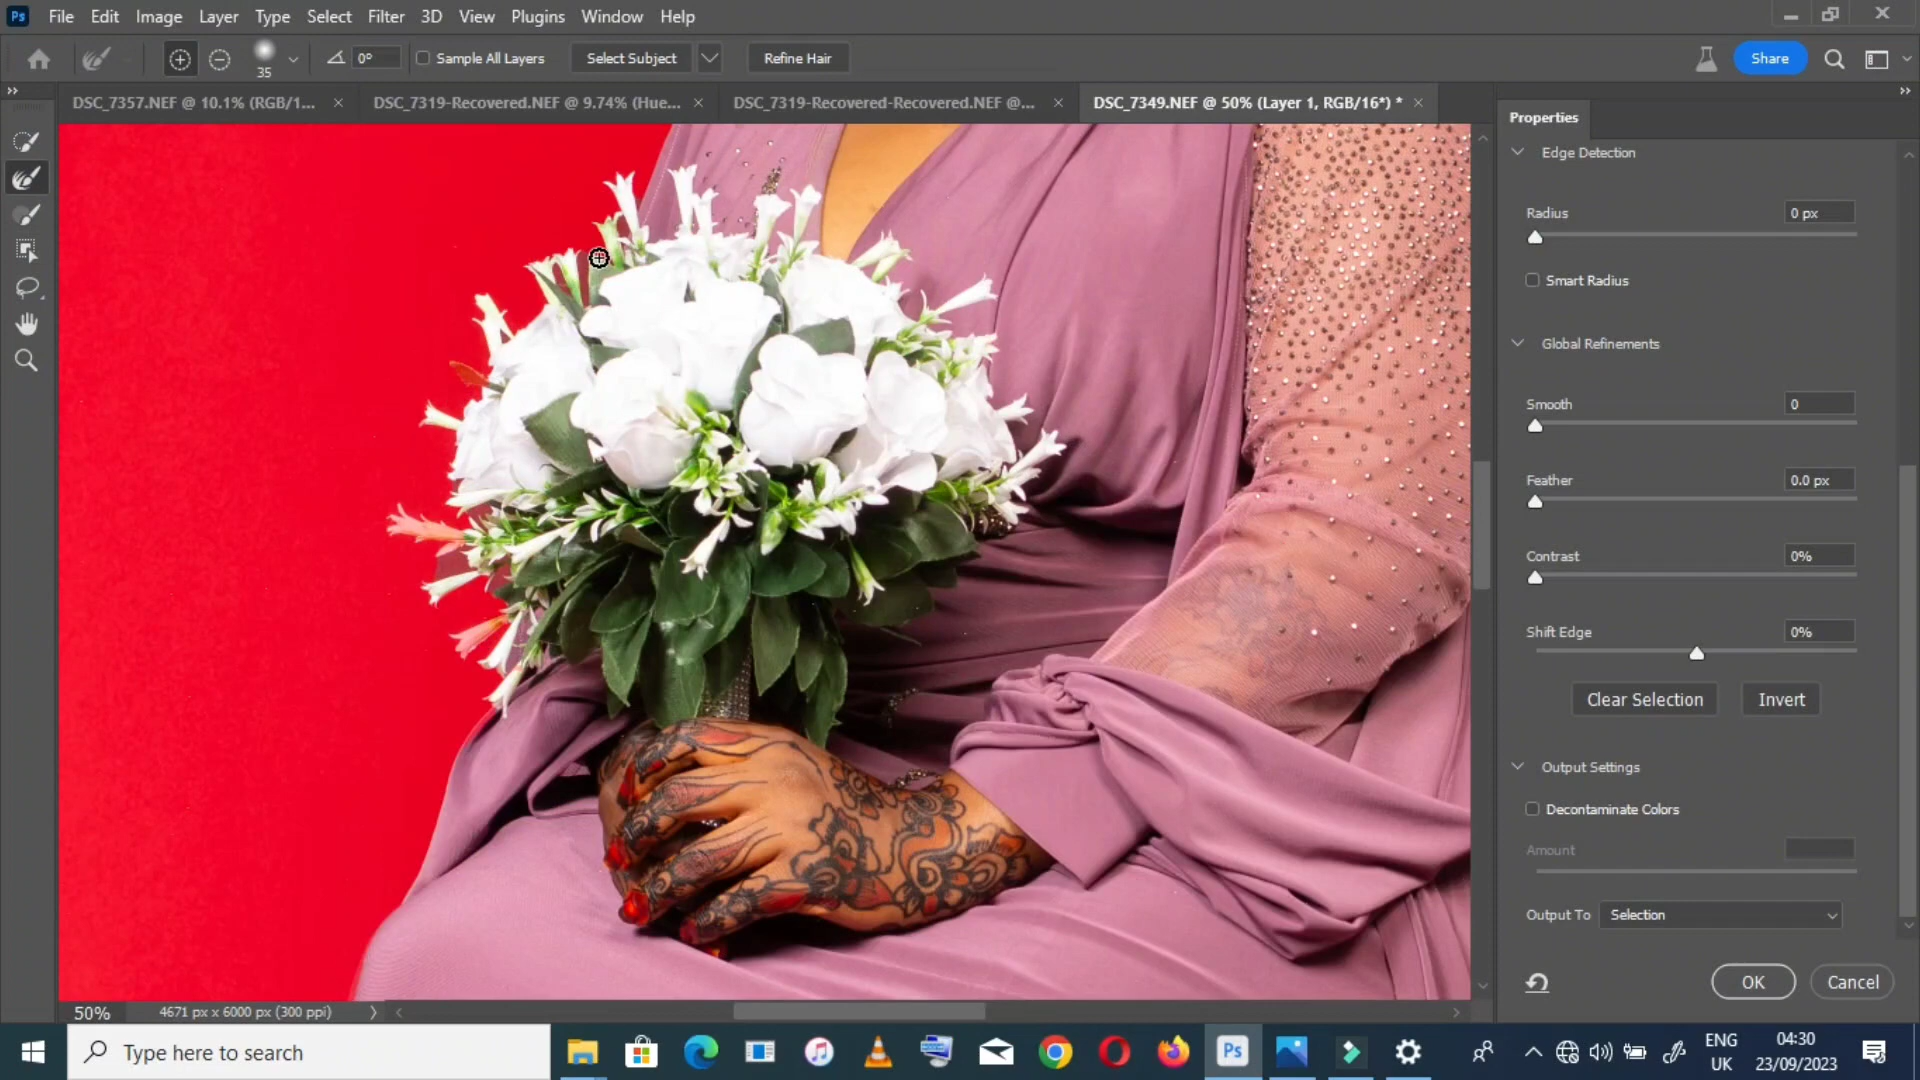 Ps File Edit Image Layer Type Select Filter 3D View Plugins Window Help
35 0° Sample All Layers Select Subject Refine Hair Share
DSC_7357.NEF @ 10.1% (RGB/1... × DSC_7319-Recovered.NEF @ 9.74% (Hue... × DSC_7319-Recovered-Recovered.NEF @... × DSC_7349.NEF @ 50% (Layer 1, RGB/16*) * ×
Properties
Edge Detection
Radius 0 px
Smart Radius
Global Refinements
Smooth 0
Feather 0.0 px
Contrast 0%
Shift Edge 0%
Clear Selection Invert
Output Settings
Decontaminate Colors
Amount
Output To Selection
OK Cancel
50% 4671 px x 6000 px (300 ppi)
Type here to search
Ps
ENG
UK
04:30
23/09/2023